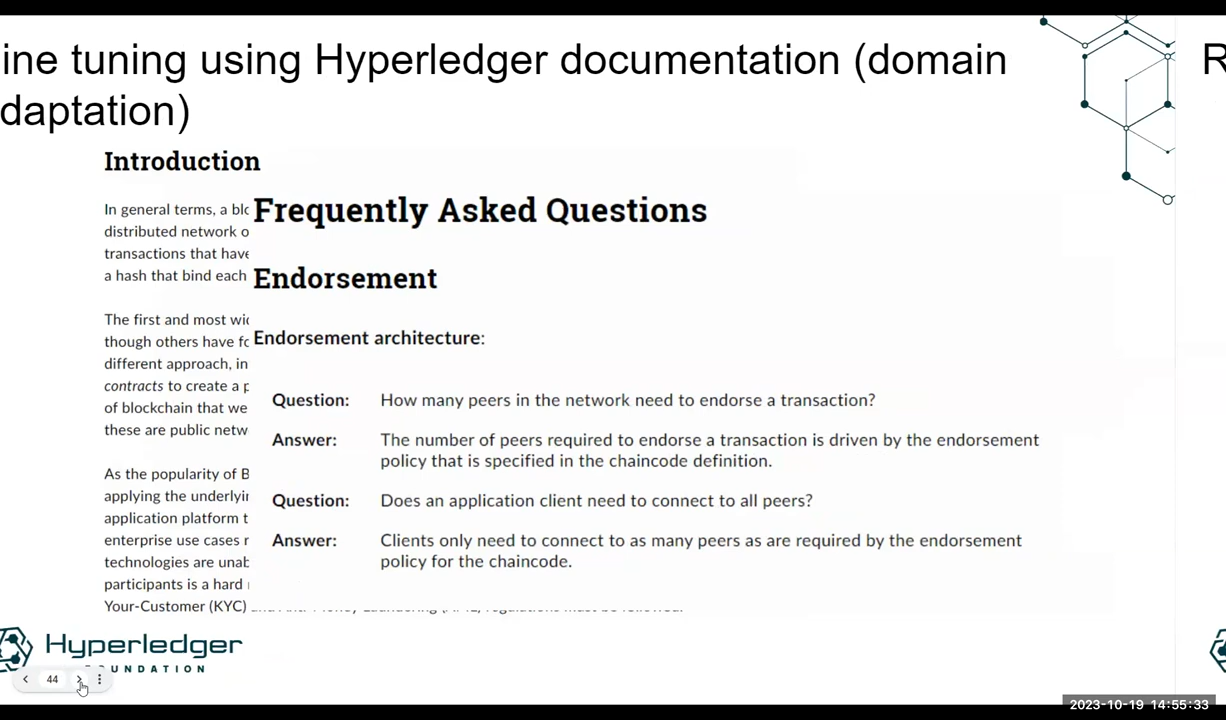 ine tuning using Hyperledger documentation (domain
daptation)
R
Introduction
In general terms, a blc
distributed network o
transactions that have
a hash that bind each
The first and most wic
though others have fc
different approach, in
contracts to create a p
of blockchain that we
these are public netw
As the popularity of B
applying the underlyir
application platform t
enterprise use cases r
technologies are unab
participants is a hard
Your-Customer (KYC)
Frequently Asked Questions
Endorsement
Endorsement architecture:
Question: How many peers in the network need to endorse a transaction?
Answer: The number of peers required to endorse a transaction is driven by the endorsement
policy that is specified in the chaincode definition.
Question: Does an application client need to connect to all peers?
Answer: Clients only need to connect to as many peers as are required by the endorsement
policy for the chaincode.
Hyperledger
OUNDATION
44
2023-10-19 14:55:33